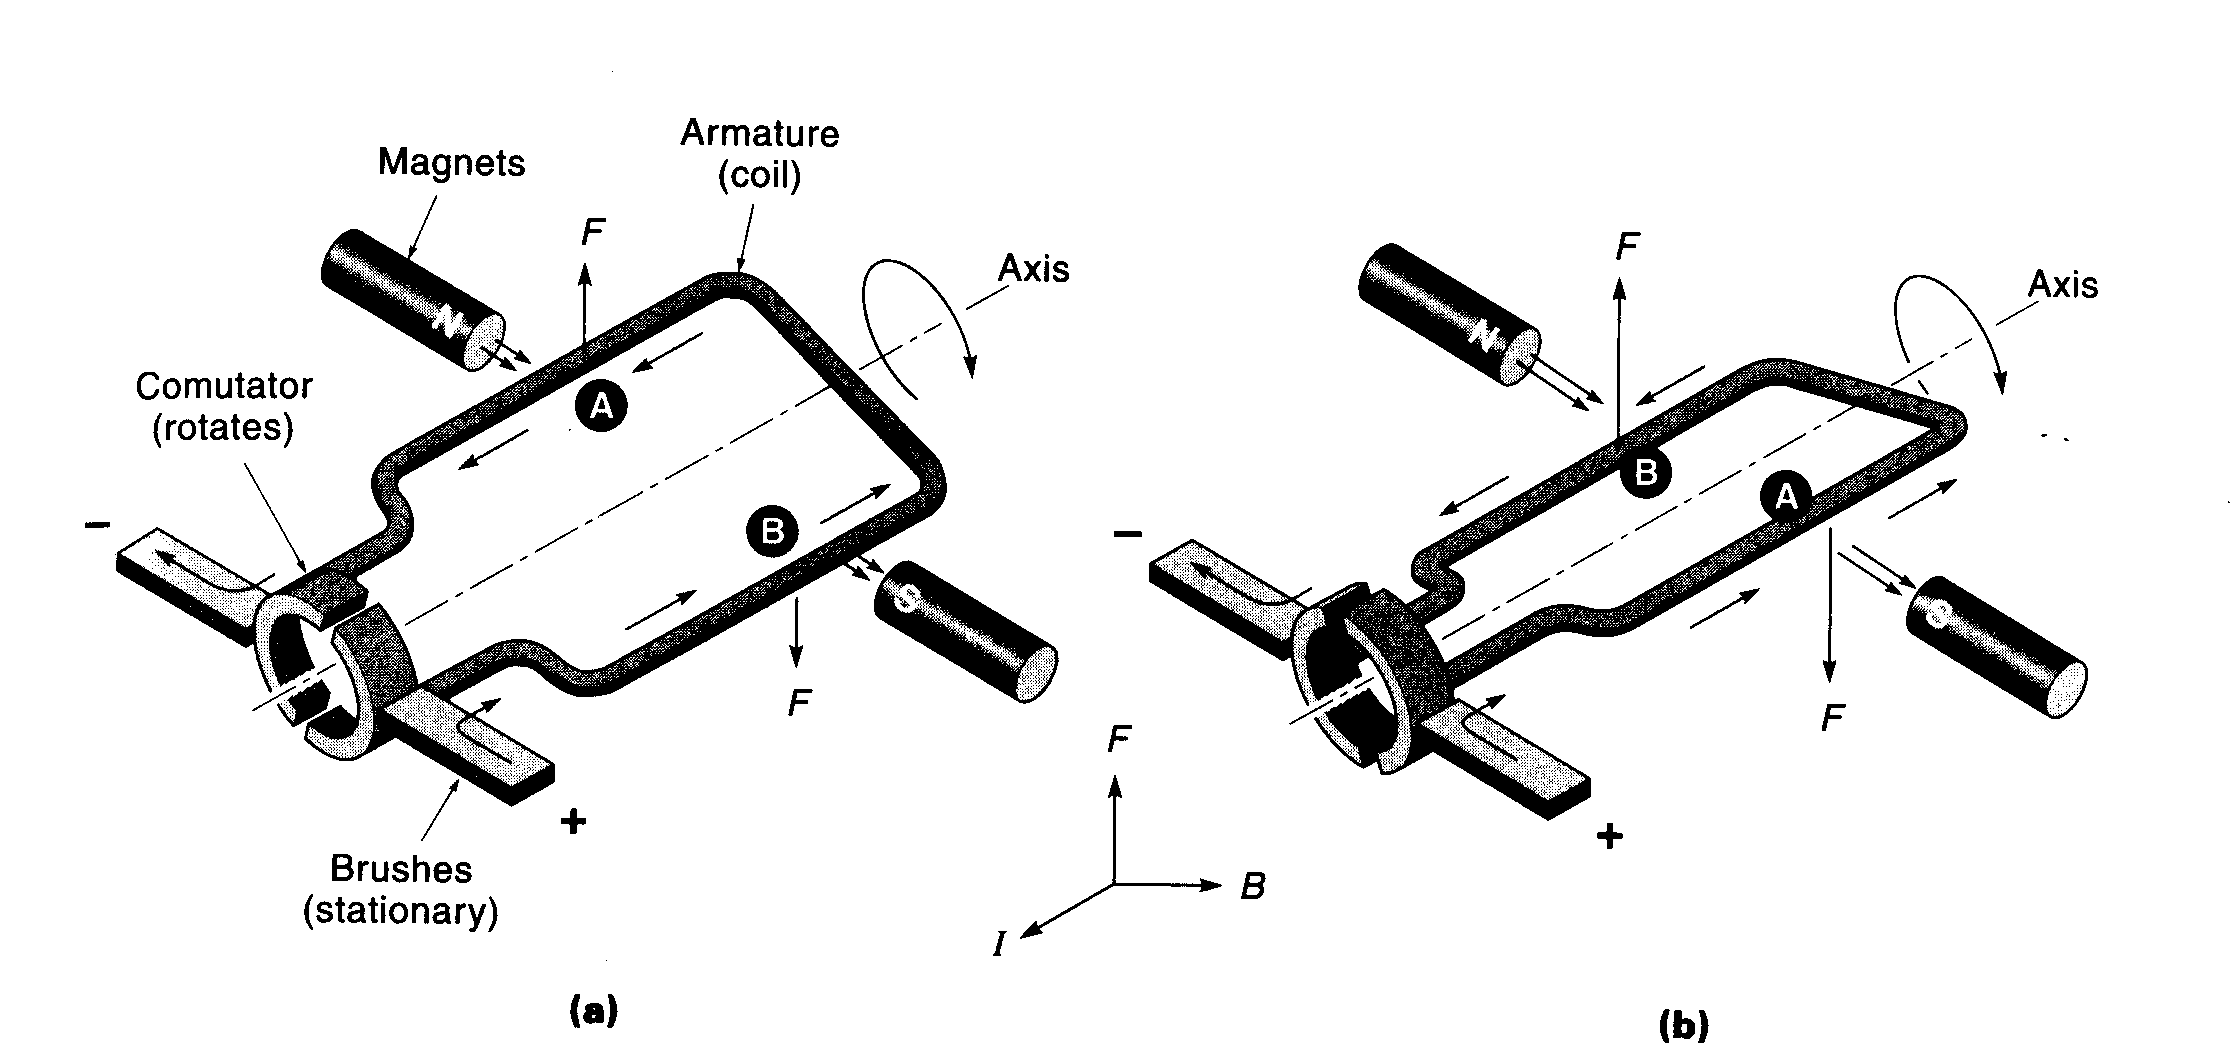 Magnets
Armature
(coil)
F
Axis
N
Comutator
(rotates)
A
B
S
F
-
+
Brushes
(stationary)
(a)
F
B
I
F
Axis
N
B
A
S
F
-
+
(b)